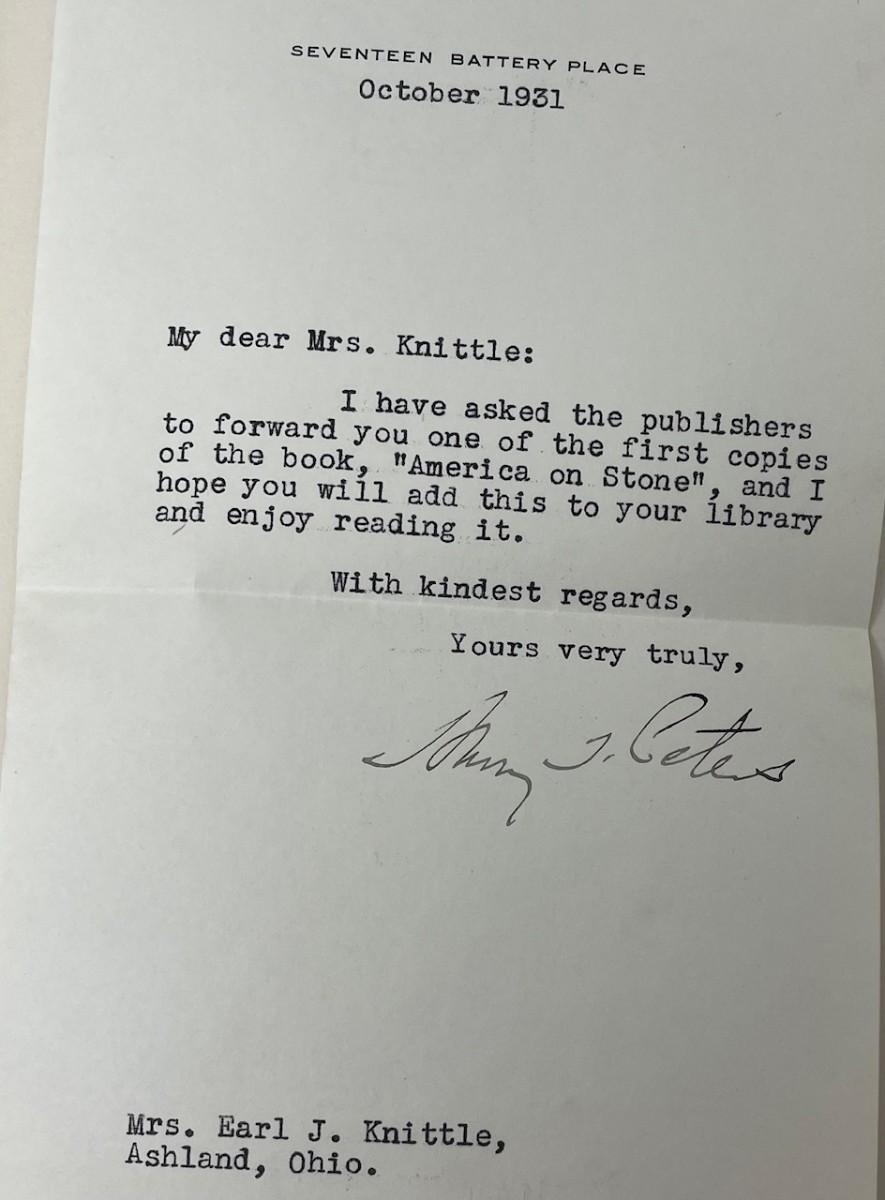 SEVENTEEN BATTERY PLACE
October 1931
My dear Mrs. Knittle:
I have asked the publishers
to forward you one of the first copies
of the book, "America on Stone", and I
hope you will add this to your library
and enjoy reading it.
With kindest regards,
Yours very truly,
Harry T. Peters
Mrs. Earl J. Knittle,
Ashland, Ohio.